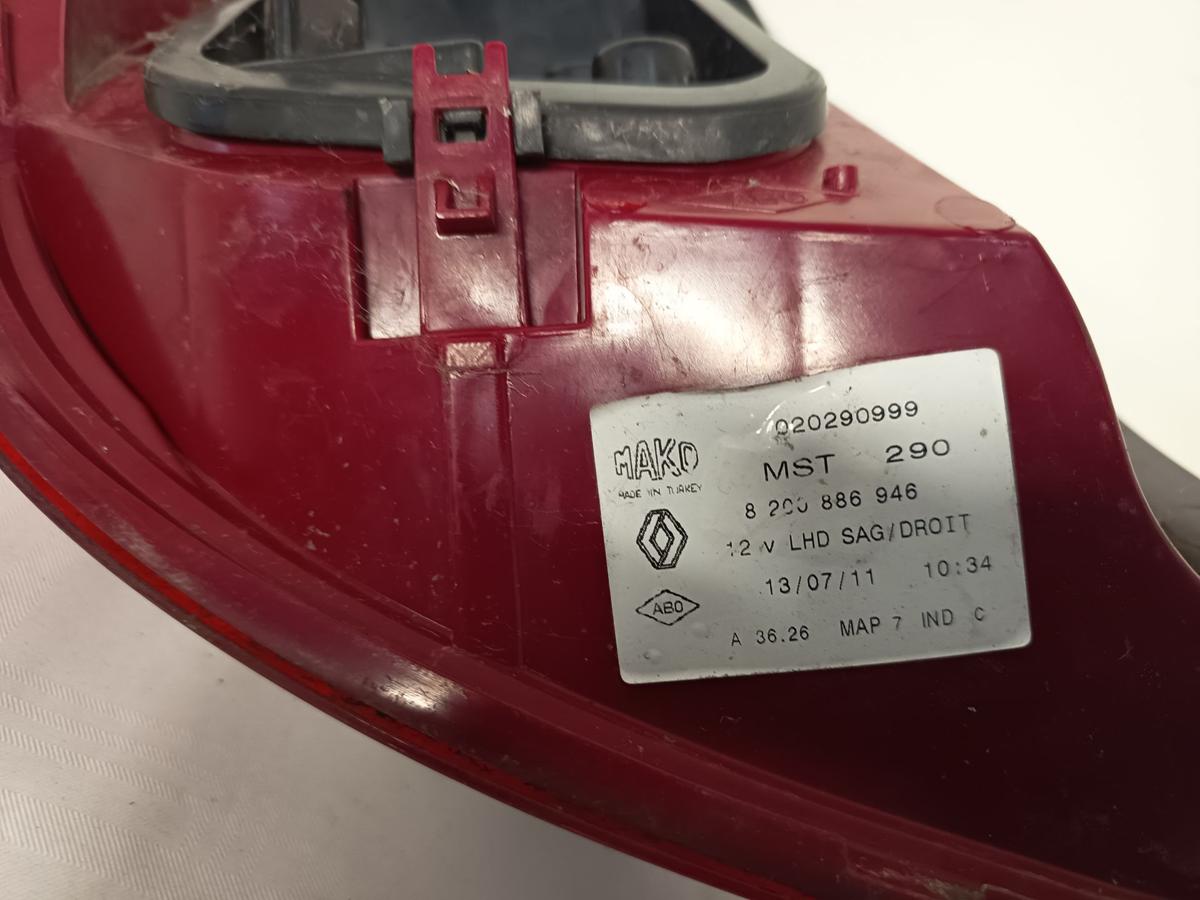 020290999
MAKO
MADE IN TURKEY
MST 290
8 200 886 946
12 V LHD SAG/DROIT
13/07/11 10:34
ABO
A 36.26 MAP 7 IND C